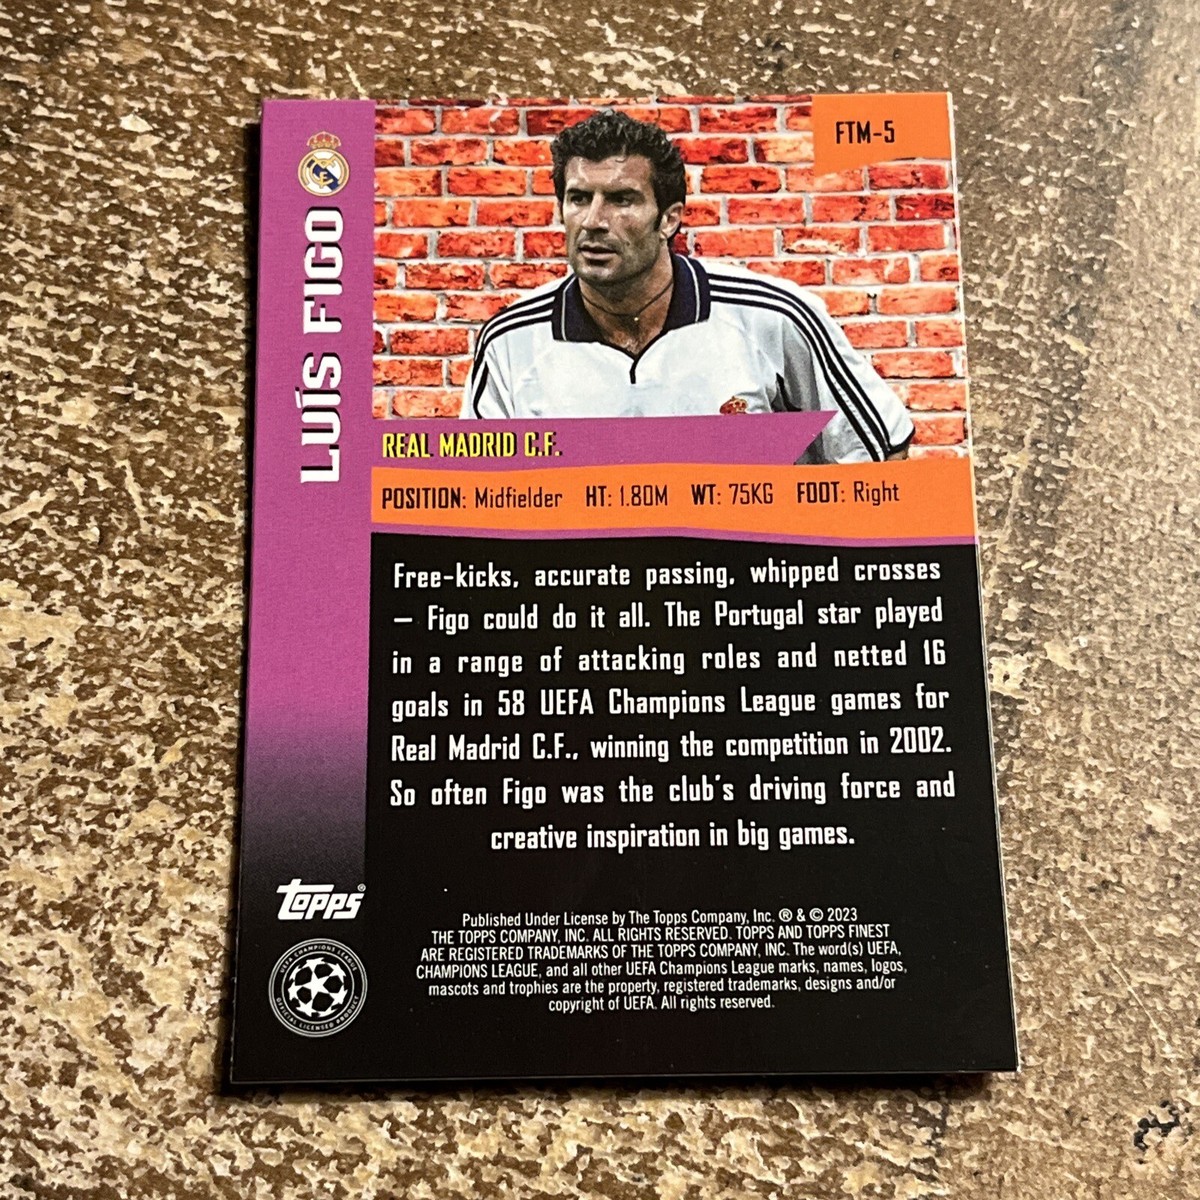 FTM-5
LUÍS FIGO
REAL MADRID C.F.
POSITION: Midfielder HT: 1.80M WT: 75KG FOOT: Right
Free-kicks, accurate passing, whipped crosses
– Figo could do it all. The Portugal star played
in a range of attacking roles and netted 16
goals in 58 UEFA Champions League games for
Real Madrid C.F., winning the competition in 2002.
So often Figo was the club's driving force and
creative inspiration in big games.
topps®
Published Under License by The Topps Company, Inc. ® & © 2023
THE TOPPS COMPANY, INC. ALL RIGHTS RESERVED. TOPPS AND TOPPS FINEST
ARE REGISTERED TRADEMARKS OF THE TOPPS COMPANY, INC. The word(s) UEFA,
CHAMPIONS LEAGUE, and all other UEFA Champions League marks, names, logos,
mascots and trophies are the property, registered trademarks, designs and/or
copyright of UEFA. All rights reserved.
UEFA CHAMPIONS LEAGUE
OFFICIAL LICENSED PRODUCT